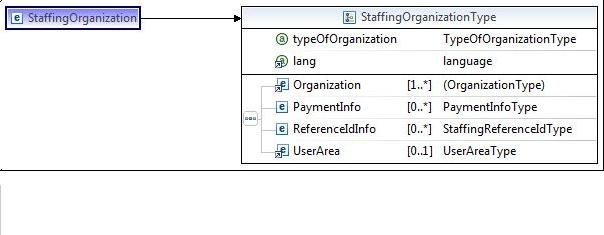 StaffingOrganization
StaffingOrganizationType
typeOfOrganization TypeOfOrganizationType
lang language
Organization [1..*] (OrganizationType)
PaymentInfo [0..*] PaymentInfoType
ReferenceIdInfo [0..*] StaffingReferenceIdType
UserArea [0..1] UserAreaType